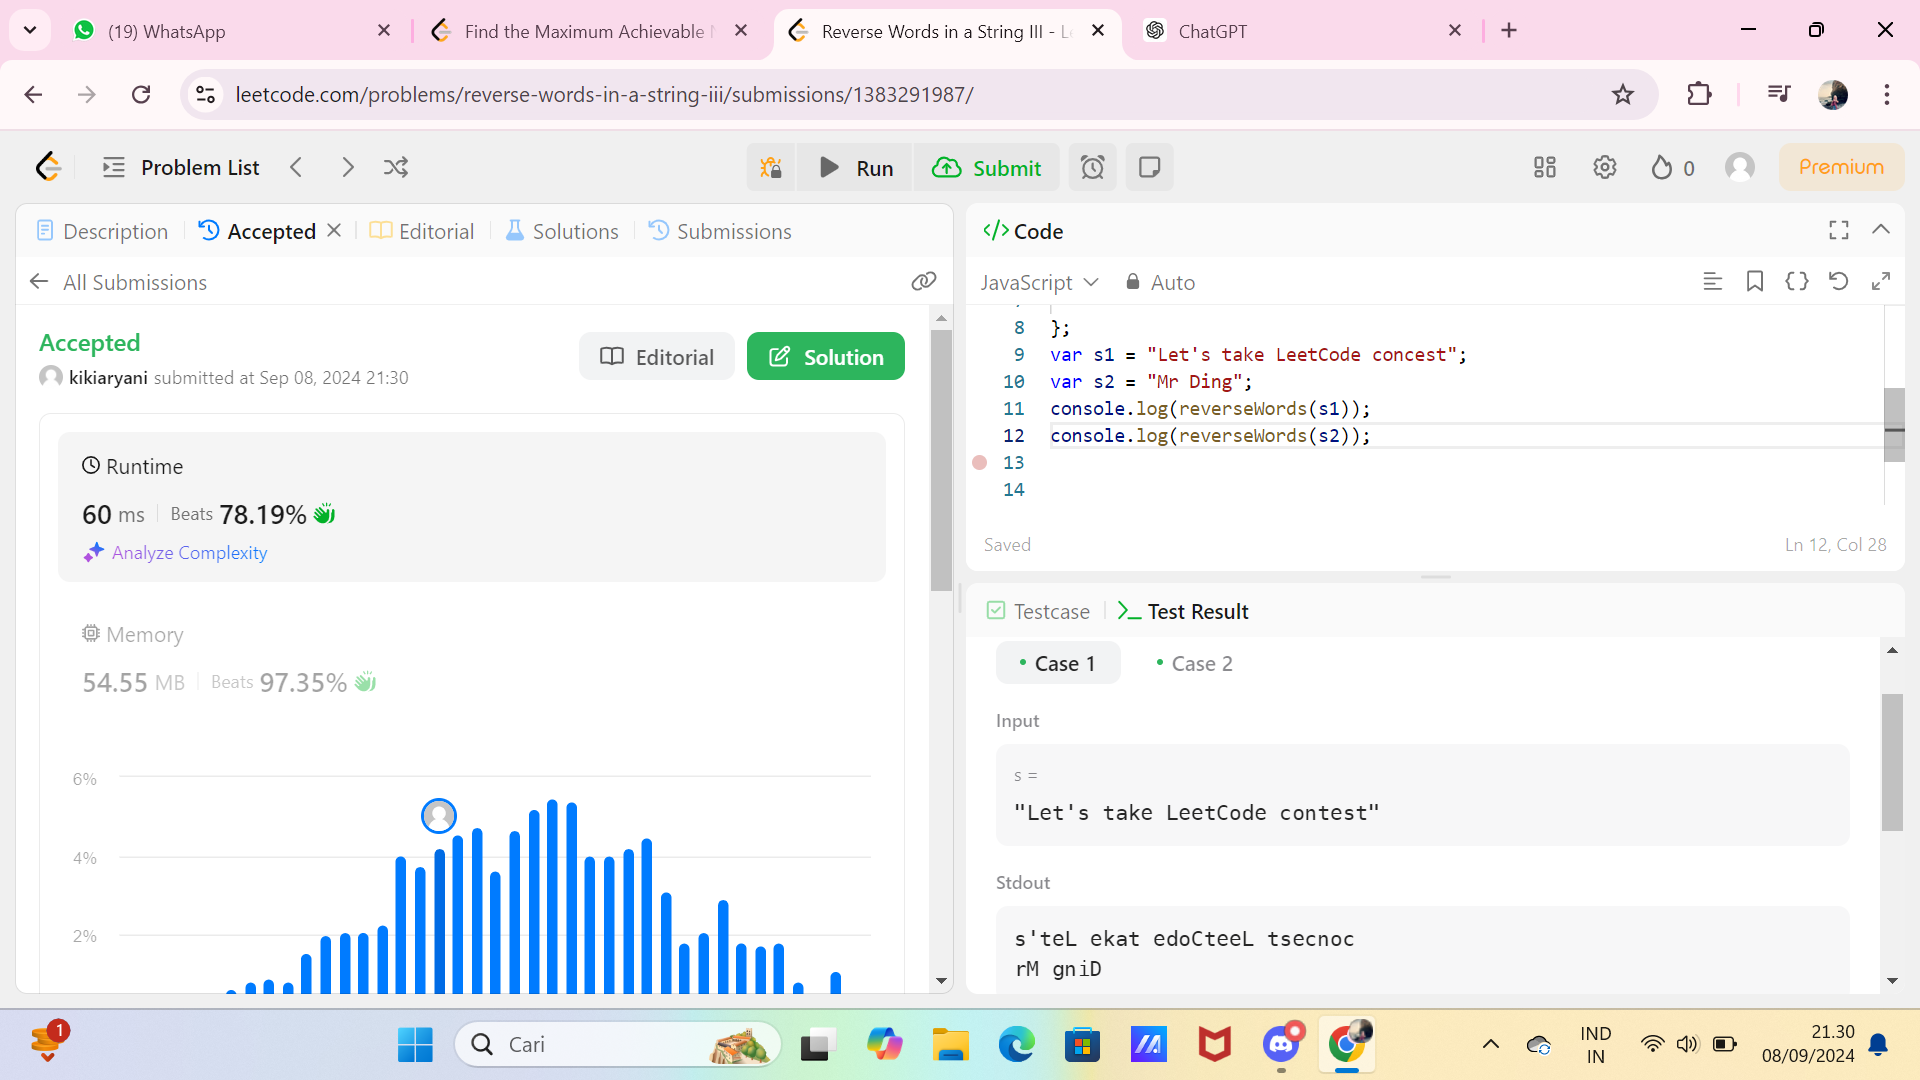 (19) WhatsApp
Find the Maximum Achievable N
Reverse Words in a String III - Le
ChatGPT
leetcode.com/problems/reverse-words-in-a-string-iii/submissions/1383291987/
Problem List
Run
Submit
0
Premium
Description
Accepted
Editorial
Solutions
Submissions
All Submissions
Accepted
kikiaryani submitted at Sep 08, 2024 21:30
Editorial
Solution
Runtime
60 ms
Beats 78.19%
Analyze Complexity
Memory
54.55 MB
Beats 97.35%
6%
4%
2%
</> Code
JavaScript
Auto
8 };
9 var s1 = "Let's take LeetCode concest";
10 var s2 = "Mr Ding";
11 console.log(reverseWords(s1));
12 console.log(reverseWords(s2));
13
14
Saved
Ln 12, Col 28
Testcase
Test Result
Case 1
Case 2
Input
s =
"Let's take LeetCode contest"
Stdout
s'teL ekat edoCteeL tsecnoc
rM gniD
1
Cari
IND
IN
21.30
08/09/2024